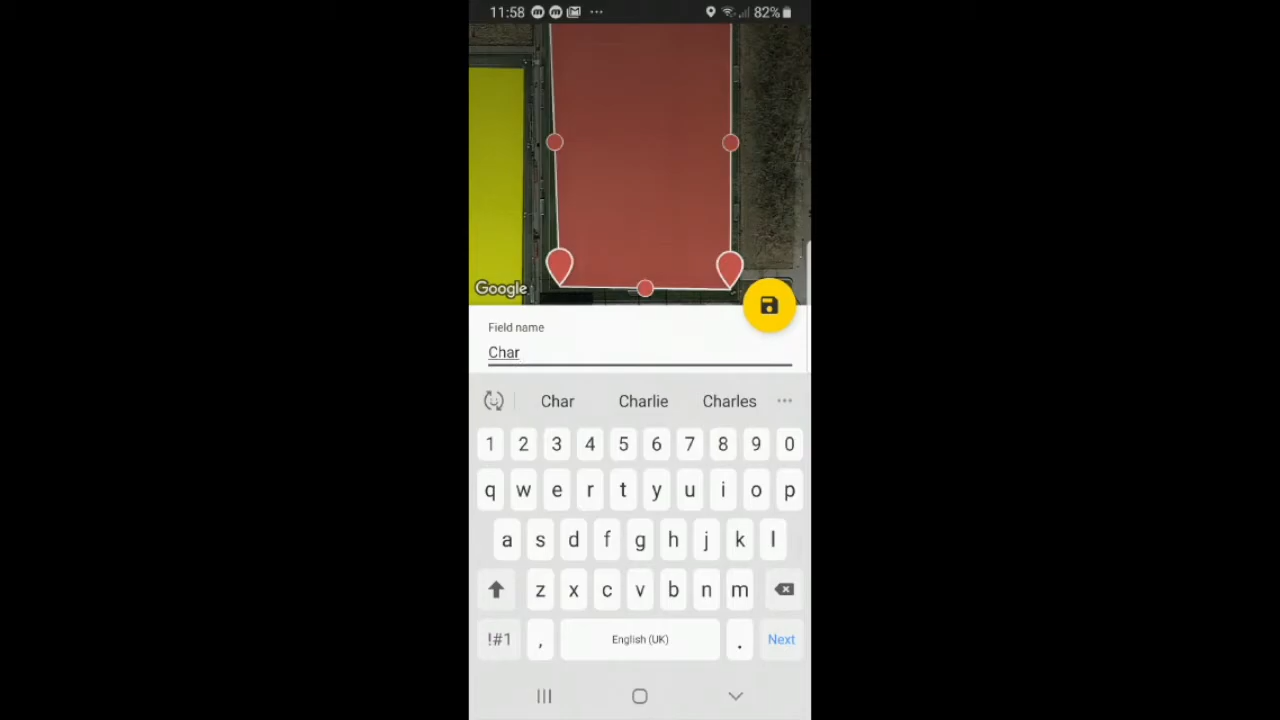 11:58 82%
Google
Field name
Char
Char Charlie Charles
1 2 3 4 5 6 7 8 9 0
q w e r t y u i o p
a s d f g h j k l
z x c v b n m
!#1 , English (UK) . Next